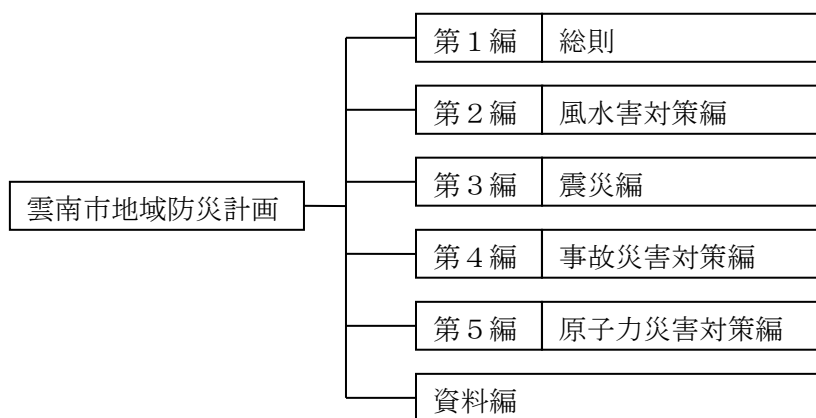 第１編 総則
第２編 風水害対策編
第３編 震災編
雲南市地域防災計画
第４編 事故災害対策編
第５編 原子力災害対策編
資料編